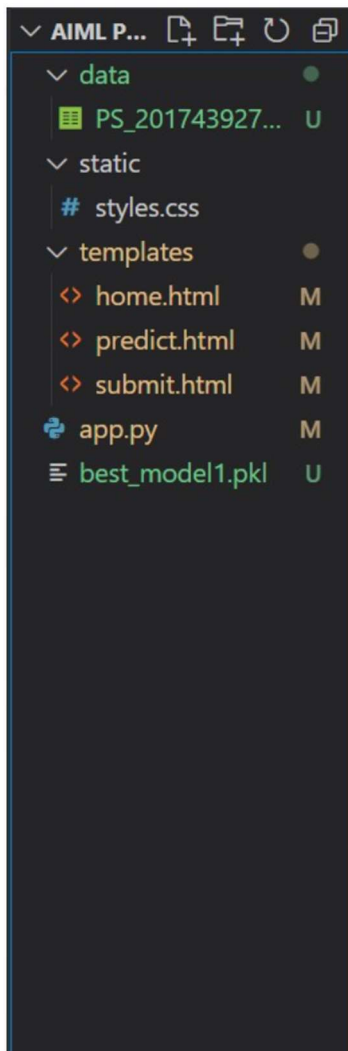 AIML P...
data
PS_201743927... U
static
# styles.css
templates
<> home.html M
<> predict.html M
<> submit.html M
app.py M
best_model1.pkl U